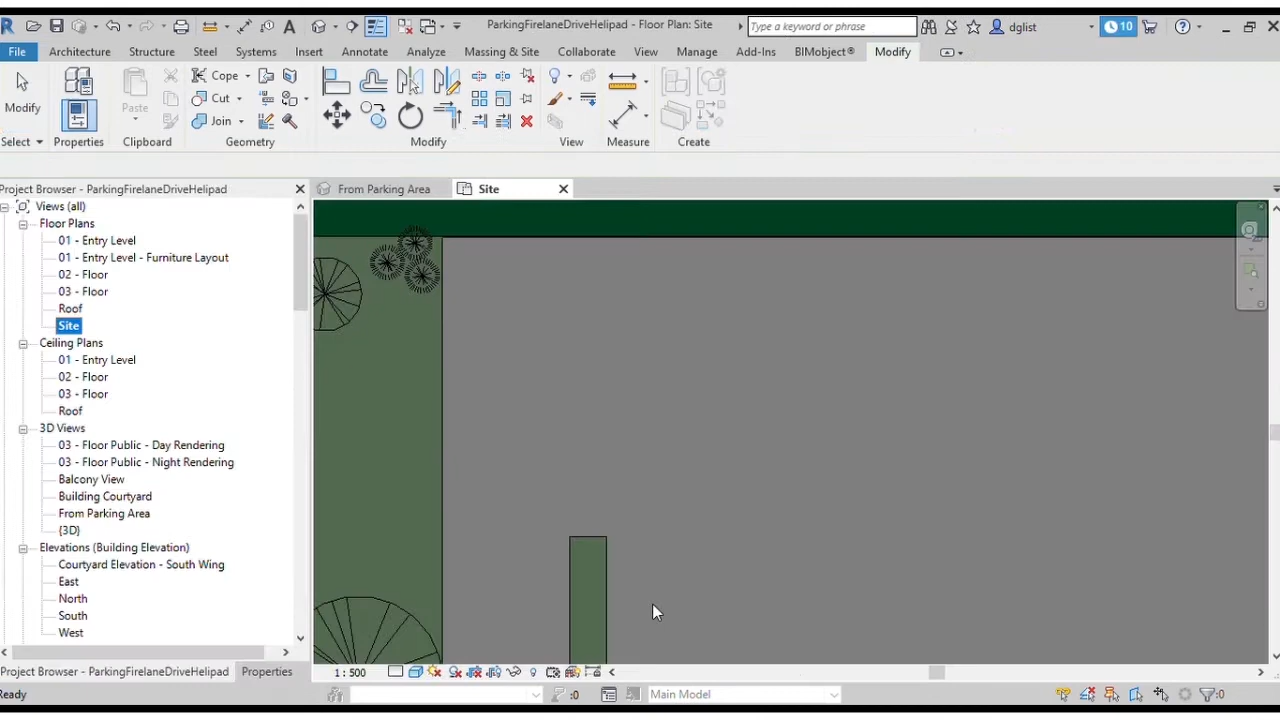 ParkingFirelaneDriveHelipad - Floor Plan: Site
Type a keyword or phrase
dglist
10
File Architecture Structure Steel Systems Insert Annotate Analyze Massing & Site Collaborate View Manage Add-Ins BIMobject® Modify
Modify
Paste
Cope
Cut
Join
Select Properties Clipboard Geometry Modify View Measure Create
Project Browser - ParkingFirelaneDriveHelipad
From Parking Area
Site
Views (all)
Floor Plans
01 - Entry Level
01 - Entry Level - Furniture Layout
02 - Floor
03 - Floor
Roof
Site
Ceiling Plans
01 - Entry Level
02 - Floor
03 - Floor
Roof
3D Views
03 - Floor Public - Day Rendering
03 - Floor Public - Night Rendering
Balcony View
Building Courtyard
From Parking Area
{3D}
Elevations (Building Elevation)
Courtyard Elevation - South Wing
East
North
South
West
Project Browser - ParkingFirelaneDriveHelipad Properties
1 : 500
Ready
:0
Main Model
:0